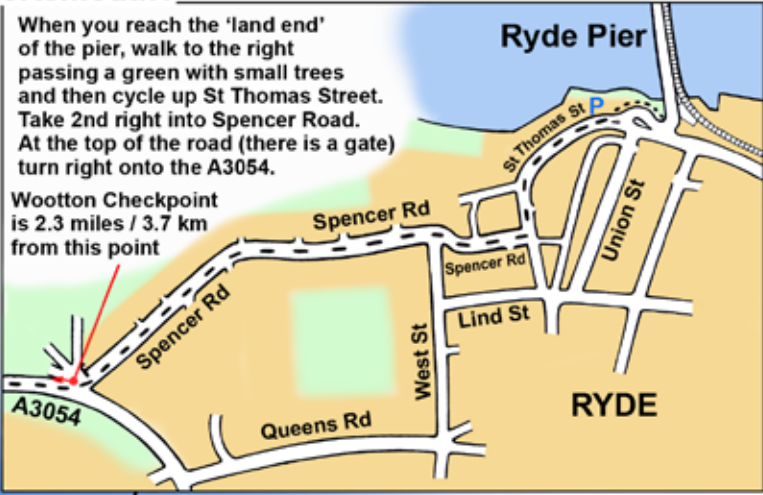 When you reach the ‘land end’
of the pier, walk to the right
passing a green with small trees
and then cycle up St Thomas Street.
Take 2nd right into Spencer Road.
At the top of the road (there is a gate)
turn right onto the A3054.
Wootton Checkpoint
is 2.3 miles / 3.7 km
from this point
Ryde Pier
P
St Thomas St
Union St
Spencer Rd
Spencer Rd
Spencer Rd
Lind St
West St
RYDE
A3054
Queens Rd